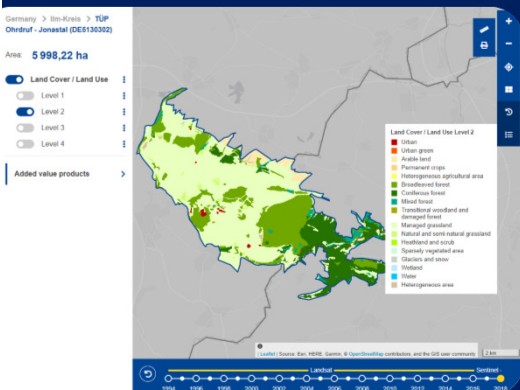 Germany > Ilm-Kreis > TÜP
Ohrdruf - Jonastal (DE5130302)
Area: 5 998,22 ha
Land Cover / Land Use
Level 1
Level 2
Level 3
Level 4
Added value products
Land Cover / Land Use Level 2
Urban
Urban green
Arable land
Permanent crops
Heterogeneous agricultural area
Broadleaved forest
Coniferous forest
Mixed forest
Transitional woodland and
damaged forest
Managed grassland
Natural and semi-natural grassland
Heathland and scrub
Sparsely vegetated area
Glaciers and snow
Wetland
Water
Heterogeneous area
| Leaflet | Source: Esri, HERE, Garmin, © OpenStreetMap contributors, and the GIS user community
2 km
Landsat
Sentinel
1994 1996 1998 2000 2002 2004 2006 2008 2010 2012 2014 2016 2018